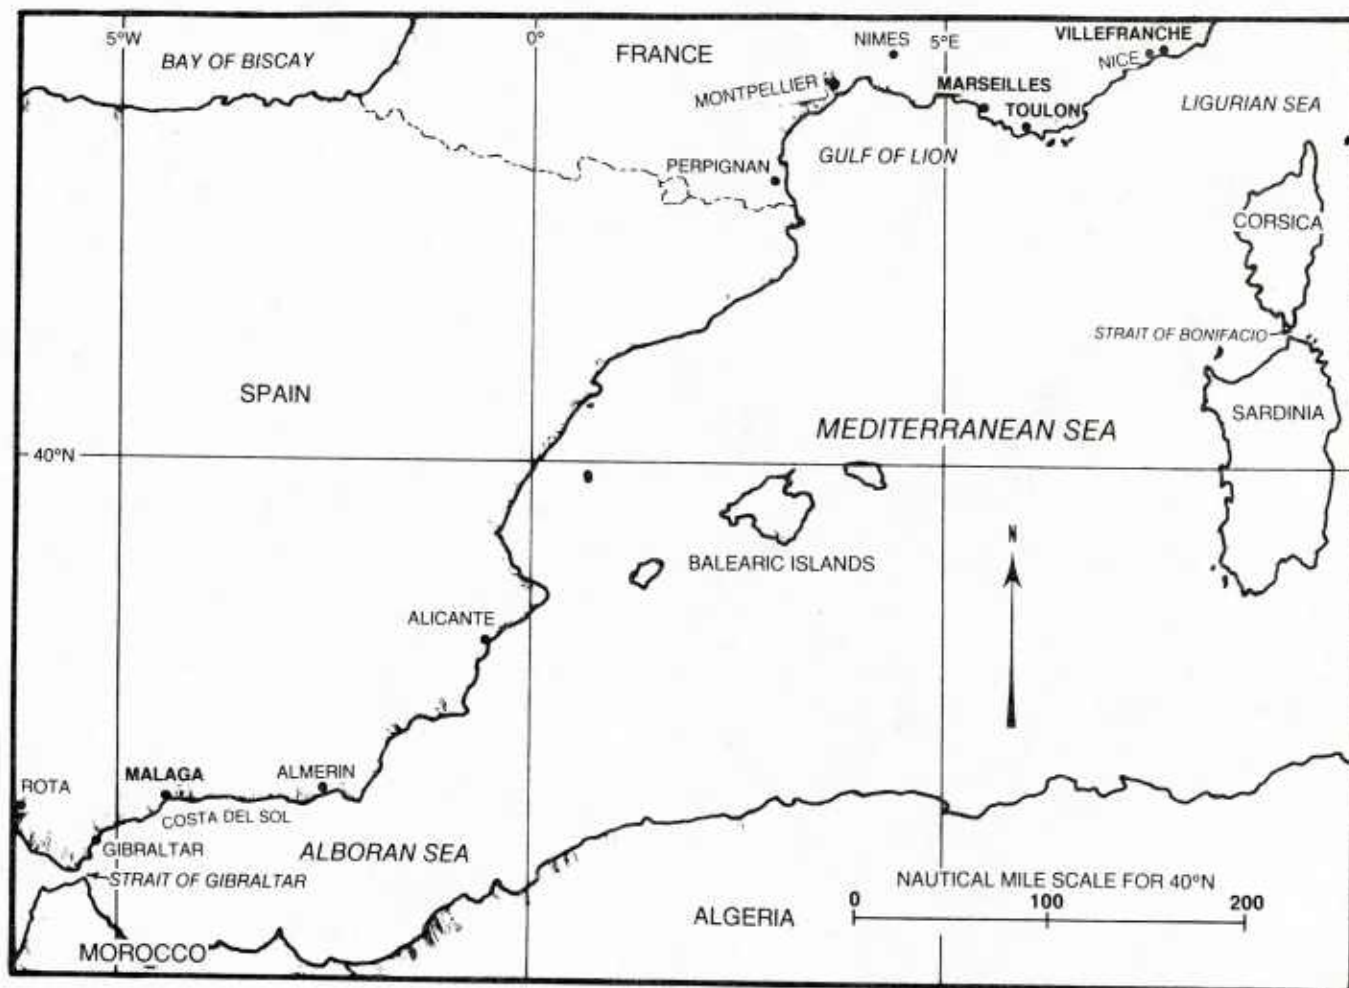 5°W
0°
5°E
BAY OF BISCAY
FRANCE
NIMES
VILLEFRANCHE
NICE
MONTPELLIER
MARSEILLES
TOULON
LIGURIAN SEA
GULF OF LION
PERPIGNAN
CORSICA
STRAIT OF BONIFACIO
SPAIN
SARDINIA
MEDITERRANEAN SEA
40°N
N
BALEARIC ISLANDS
ALICANTE
MALAGA
ALMERIN
ROTA
COSTA DEL SOL
GIBRALTAR
ALBORAN SEA
STRAIT OF GIBRALTAR
NAUTICAL MILE SCALE FOR 40°N
0 100 200
ALGERIA
MOROCCO